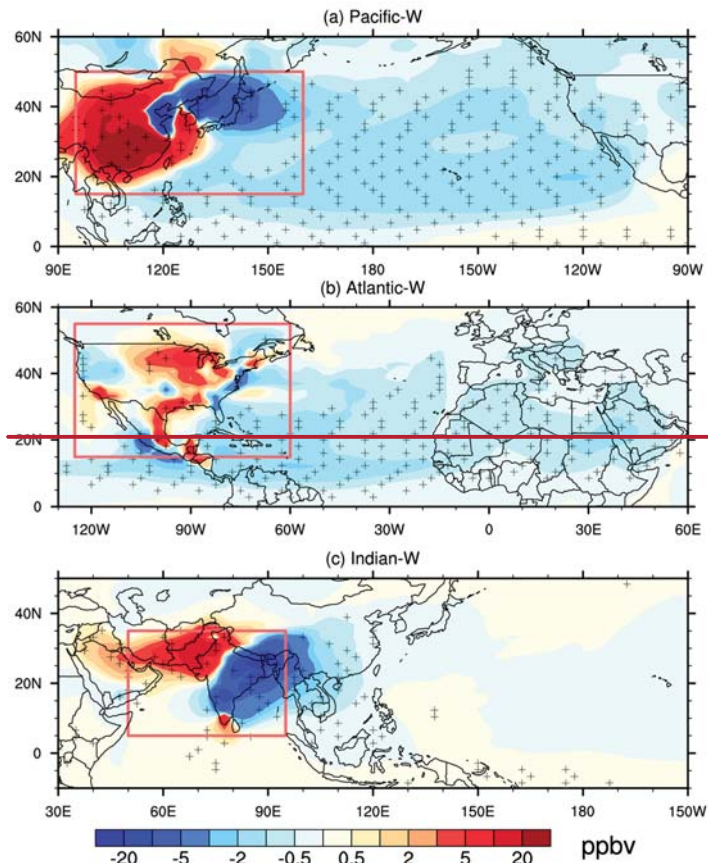 (a) Pacific-W
60N
40N
20N
0
90E 120E 150E 180 150W 120W 90W
(b) Atlantic-W
60N
40N
20N
0
120W 90W 60W 30W 0 30E 60E
(c) Indian-W
40N
20N
0
30E 60E 90E 120E 150E 180 150W
-20 -5 -2 -0.5 0.5 2 5 20 ppbv